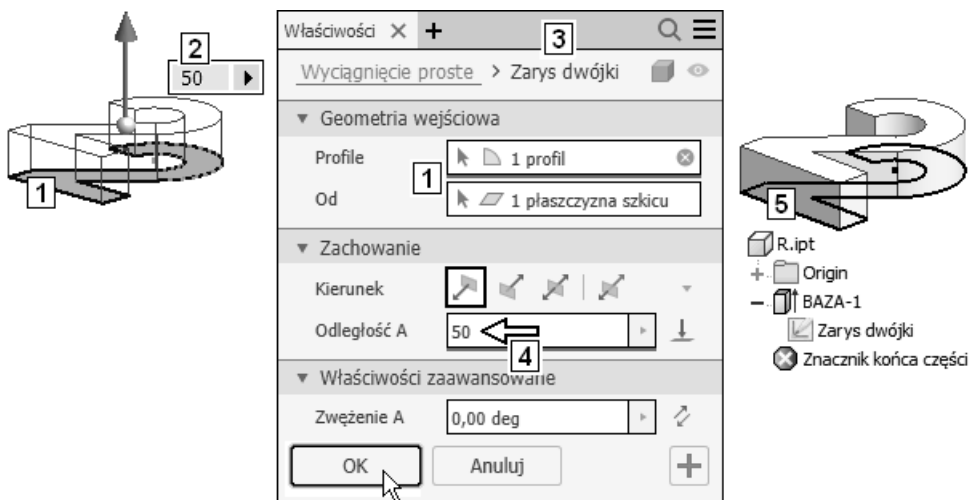 2
50
1
Właściwości
3
Wyciągnięcie proste > Zarys dwójki
Geometria wejściowa
Profile
1 profil
1
Od
1 płaszczyzna szkicu
Zachowanie
Kierunek
Odległość A
50
4
Właściwości zaawansowane
Zwężenie A
0,00 deg
OK
Anuluj
5
R.ipt
Origin
BAZA-1
Zarys dwójki
Znacznik końca części